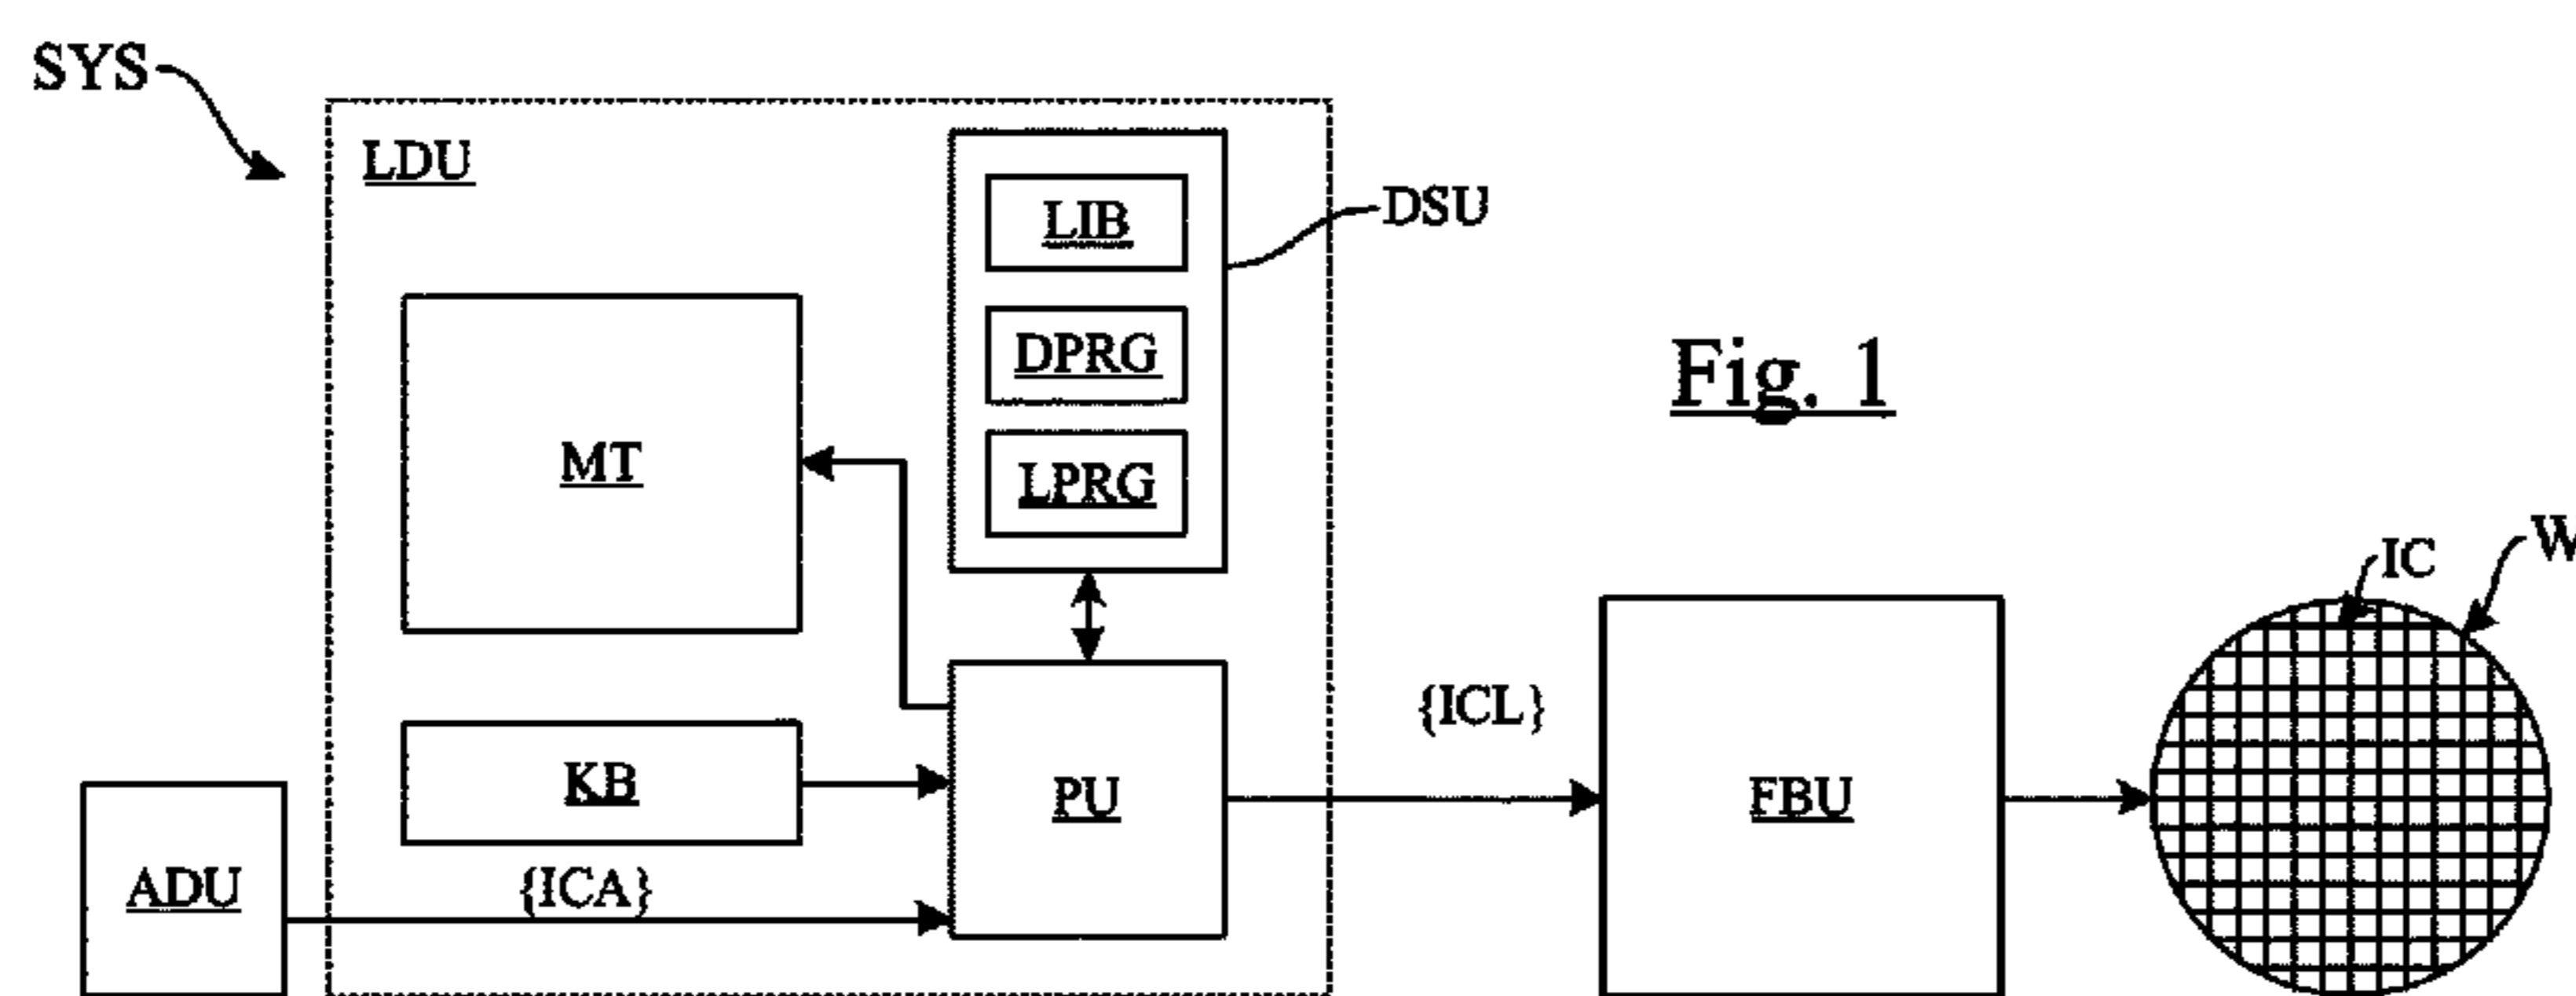 SYS
LDU
LIB
DSU
DPRG
Fig. 1
MT
LPRG
IC
W
{ICL}
KB
PU
FBU
ADU
{ICA}